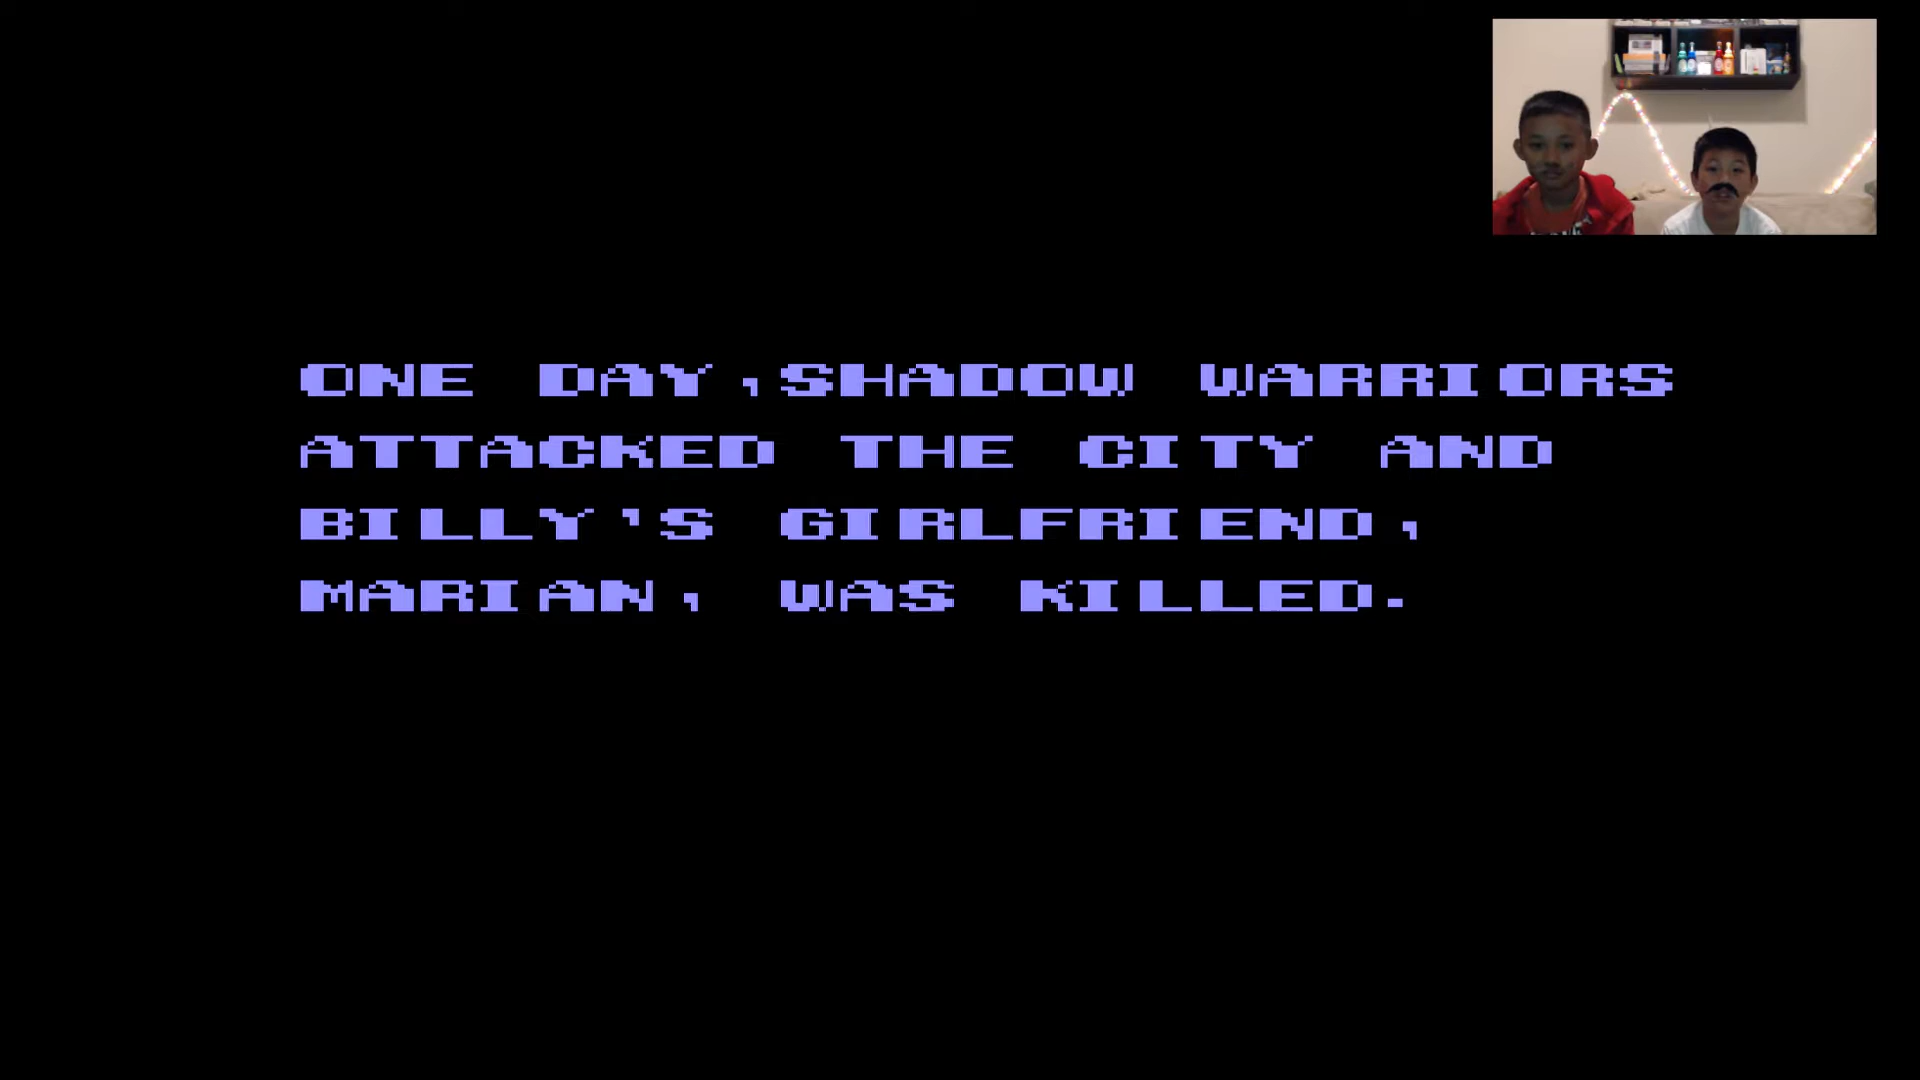 ONE DAY,SHADOW WARRIORS
ATTACKED THE CITY AND
BILLY'S GIRLFRIEND,
MARIAN, WAS KILLED.